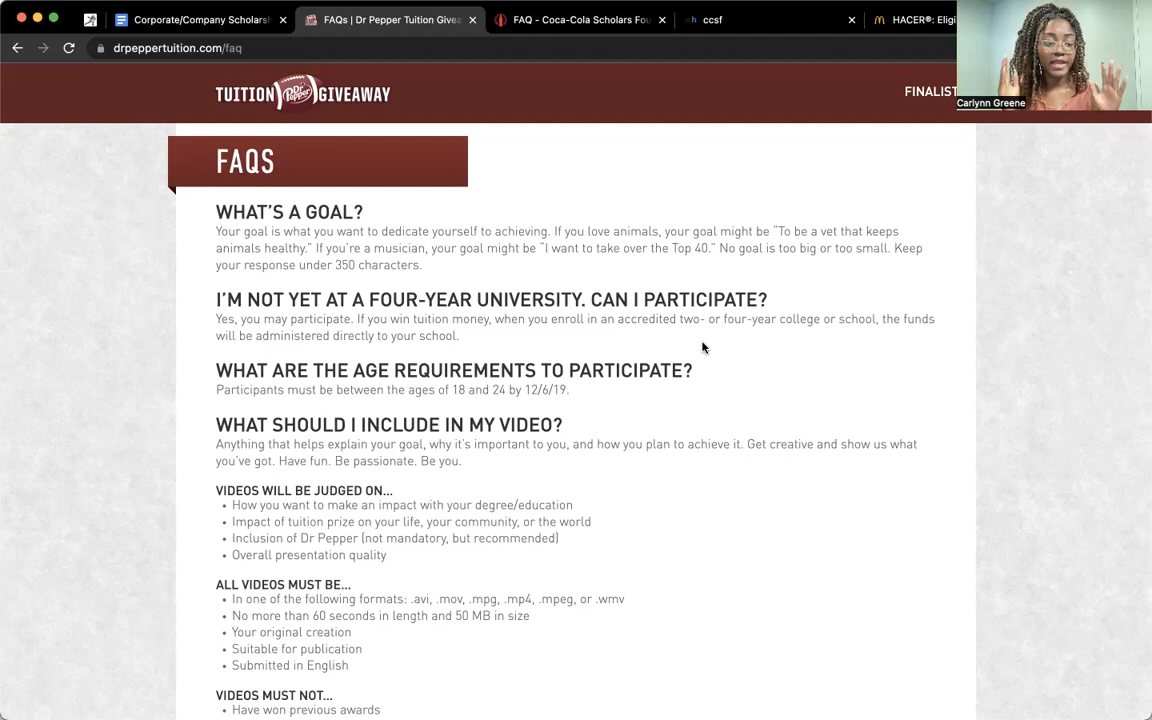 Corporate/Company Scholarsh
FAQs | Dr Pepper Tuition Givea
FAQ - Coca-Cola Scholars Fou
wh ccsf
HACER®: Eligi
drpeppertuition.com/faq
TUITION Dr Pepper GIVEAWAY
FINALIST
Carlynn Greene
FAQS
WHAT'S A GOAL?
Your goal is what you want to dedicate yourself to achieving. If you love animals, your goal might be "To be a vet that keeps
animals healthy." If you're a musician, your goal might be "I want to take over the Top 40." No goal is too big or too small. Keep
your response under 350 characters.
I'M NOT YET AT A FOUR-YEAR UNIVERSITY. CAN I PARTICIPATE?
Yes, you may participate. If you win tuition money, when you enroll in an accredited two- or four-year college or school, the funds
will be administered directly to your school.
WHAT ARE THE AGE REQUIREMENTS TO PARTICIPATE?
Participants must be between the ages of 18 and 24 by 12/6/19.
WHAT SHOULD I INCLUDE IN MY VIDEO?
Anything that helps explain your goal, why it's important to you, and how you plan to achieve it. Get creative and show us what
you've got. Have fun. Be passionate. Be you.
VIDEOS WILL BE JUDGED ON...
• How you want to make an impact with your degree/education
• Impact of tuition prize on your life, your community, or the world
• Inclusion of Dr Pepper (not mandatory, but recommended)
• Overall presentation quality
ALL VIDEOS MUST BE...
• In one of the following formats: .avi, .mov, .mpg, .mp4, .mpeg, or .wmv
• No more than 60 seconds in length and 50 MB in size
• Your original creation
• Suitable for publication
• Submitted in English
VIDEOS MUST NOT...
• Have won previous awards